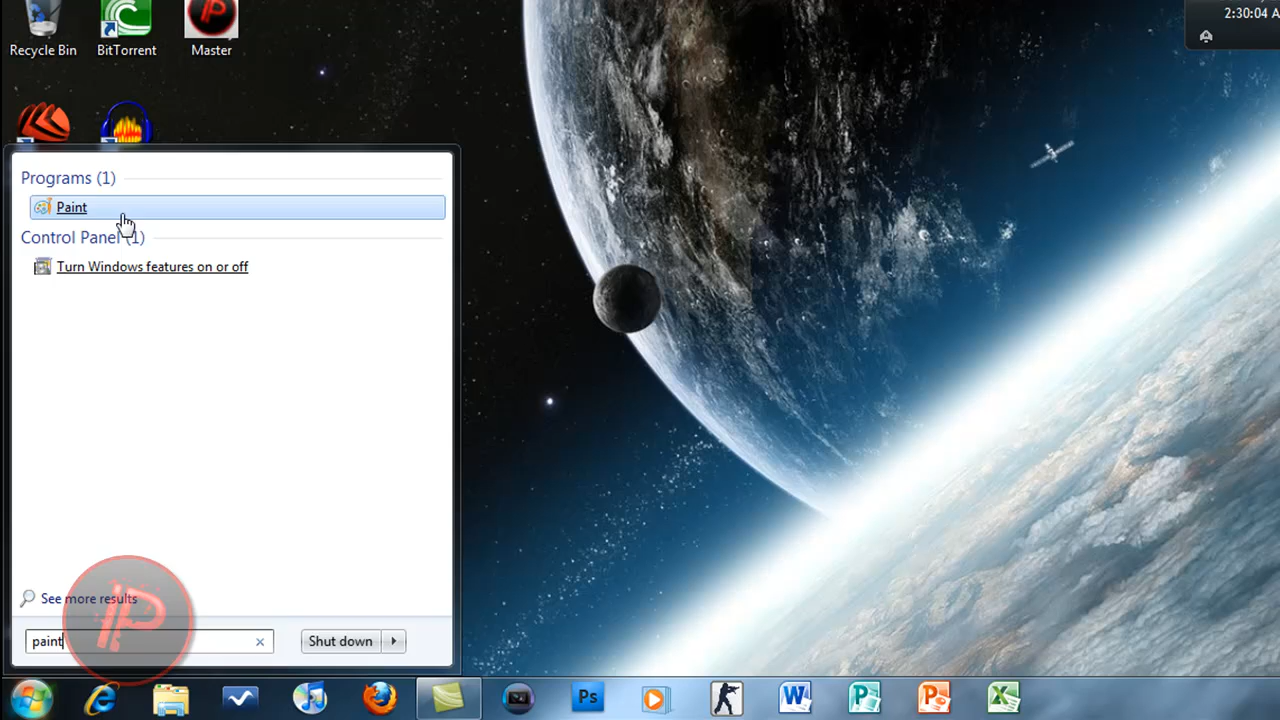 2:30:04 A
Recycle Bin
BitTorrent
Master
Programs (1)
Paint
Control Panel (1)
Turn Windows features on or off
See more results
paint
Shut down
Ps
W
P
P
X